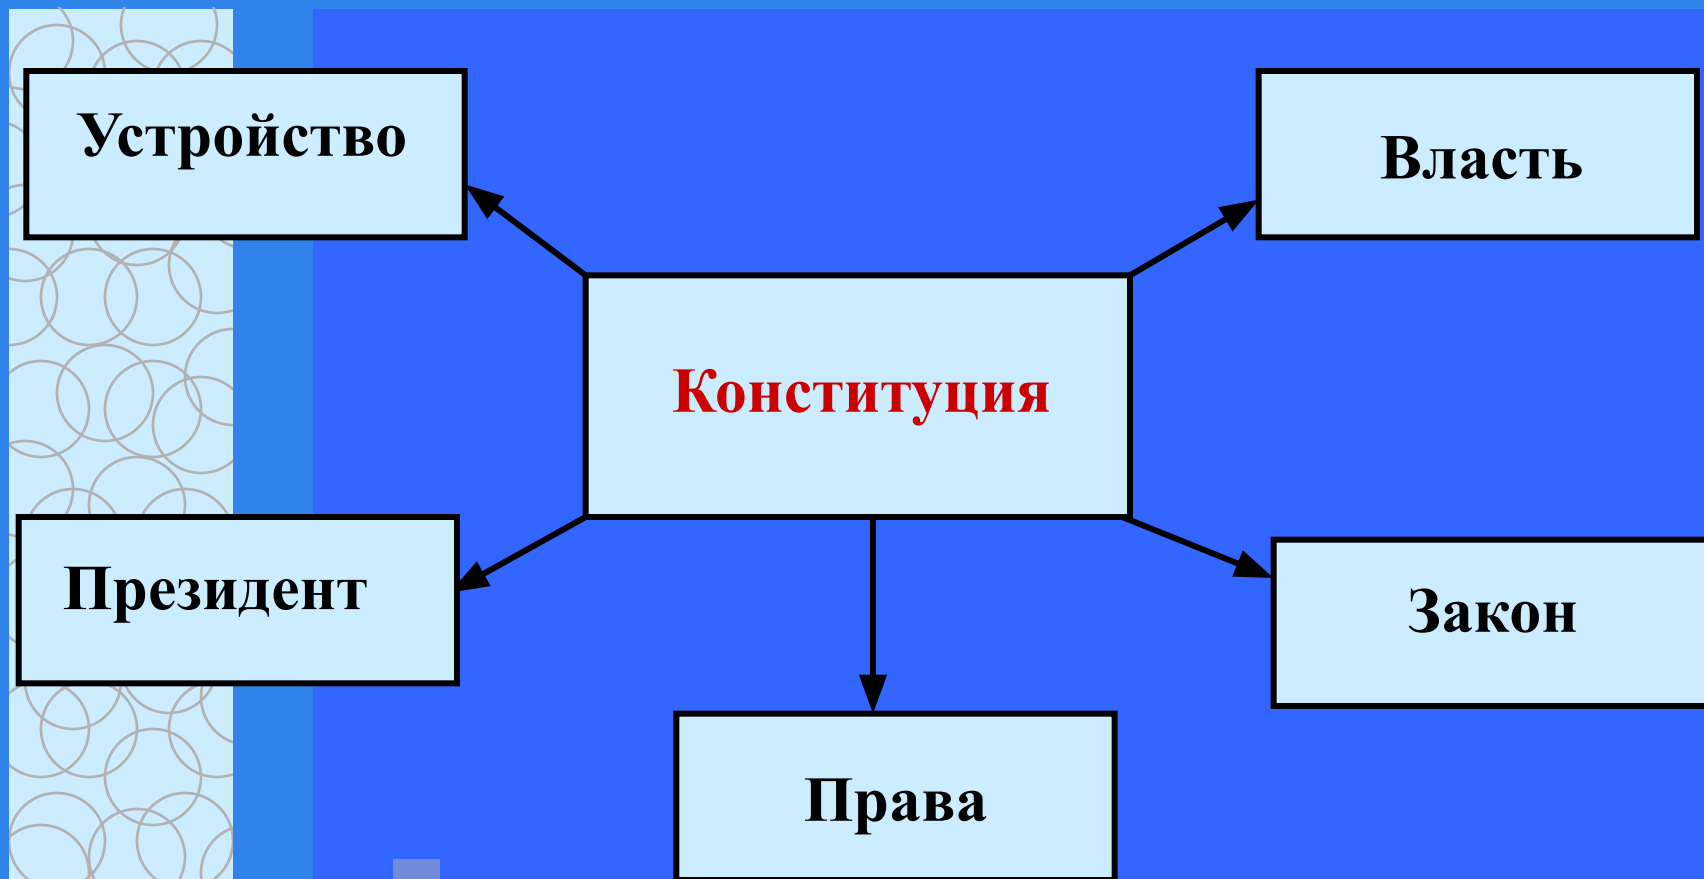 Устройство
Власть
Конституция
Президент
Закон
Права